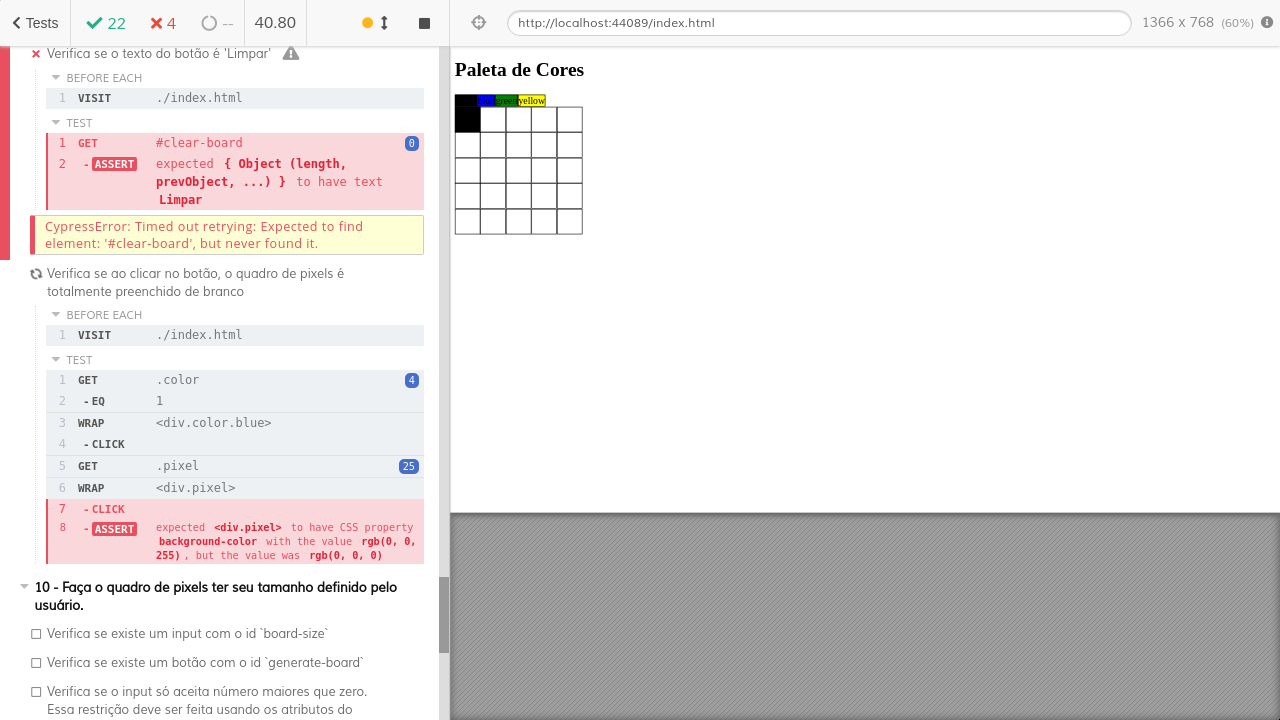 Tests 22 4 -- 40.80
http://localhost:44089/index.html 1366 x 768 (60%)
Verifica se o texto do botão é 'Limpar'
BEFORE EACH
1 VISIT ./index.html
TEST
1 GET #clear-board 0
2 - ASSERT expected { Object (length,
prevObject, ...) } to have text
Limpar
CypressError: Timed out retrying: Expected to find
element: '#clear-board', but never found it.
Verifica se ao clicar no botão, o quadro de pixels é
totalmente preenchido de branco
BEFORE EACH
1 VISIT ./index.html
TEST
1 GET .color 4
2 - EQ 1
3 WRAP <div.color.blue>
4 - CLICK
5 GET .pixel 25
6 WRAP <div.pixel>
7 - CLICK
8 - ASSERT expected <div.pixel> to have CSS property
background-color with the value rgb(0, 0,
255) , but the value was rgb(0, 0, 0)
10 - Faça o quadro de pixels ter seu tamanho definido pelo
usuário.
Verifica se existe um input com o id `board-size`
Verifica se existe um botão com o id `generate-board`
Verifica se o input só aceita número maiores que zero.
Essa restrição deve ser feita usando os atributos do
Paleta de Cores
blue green yellow